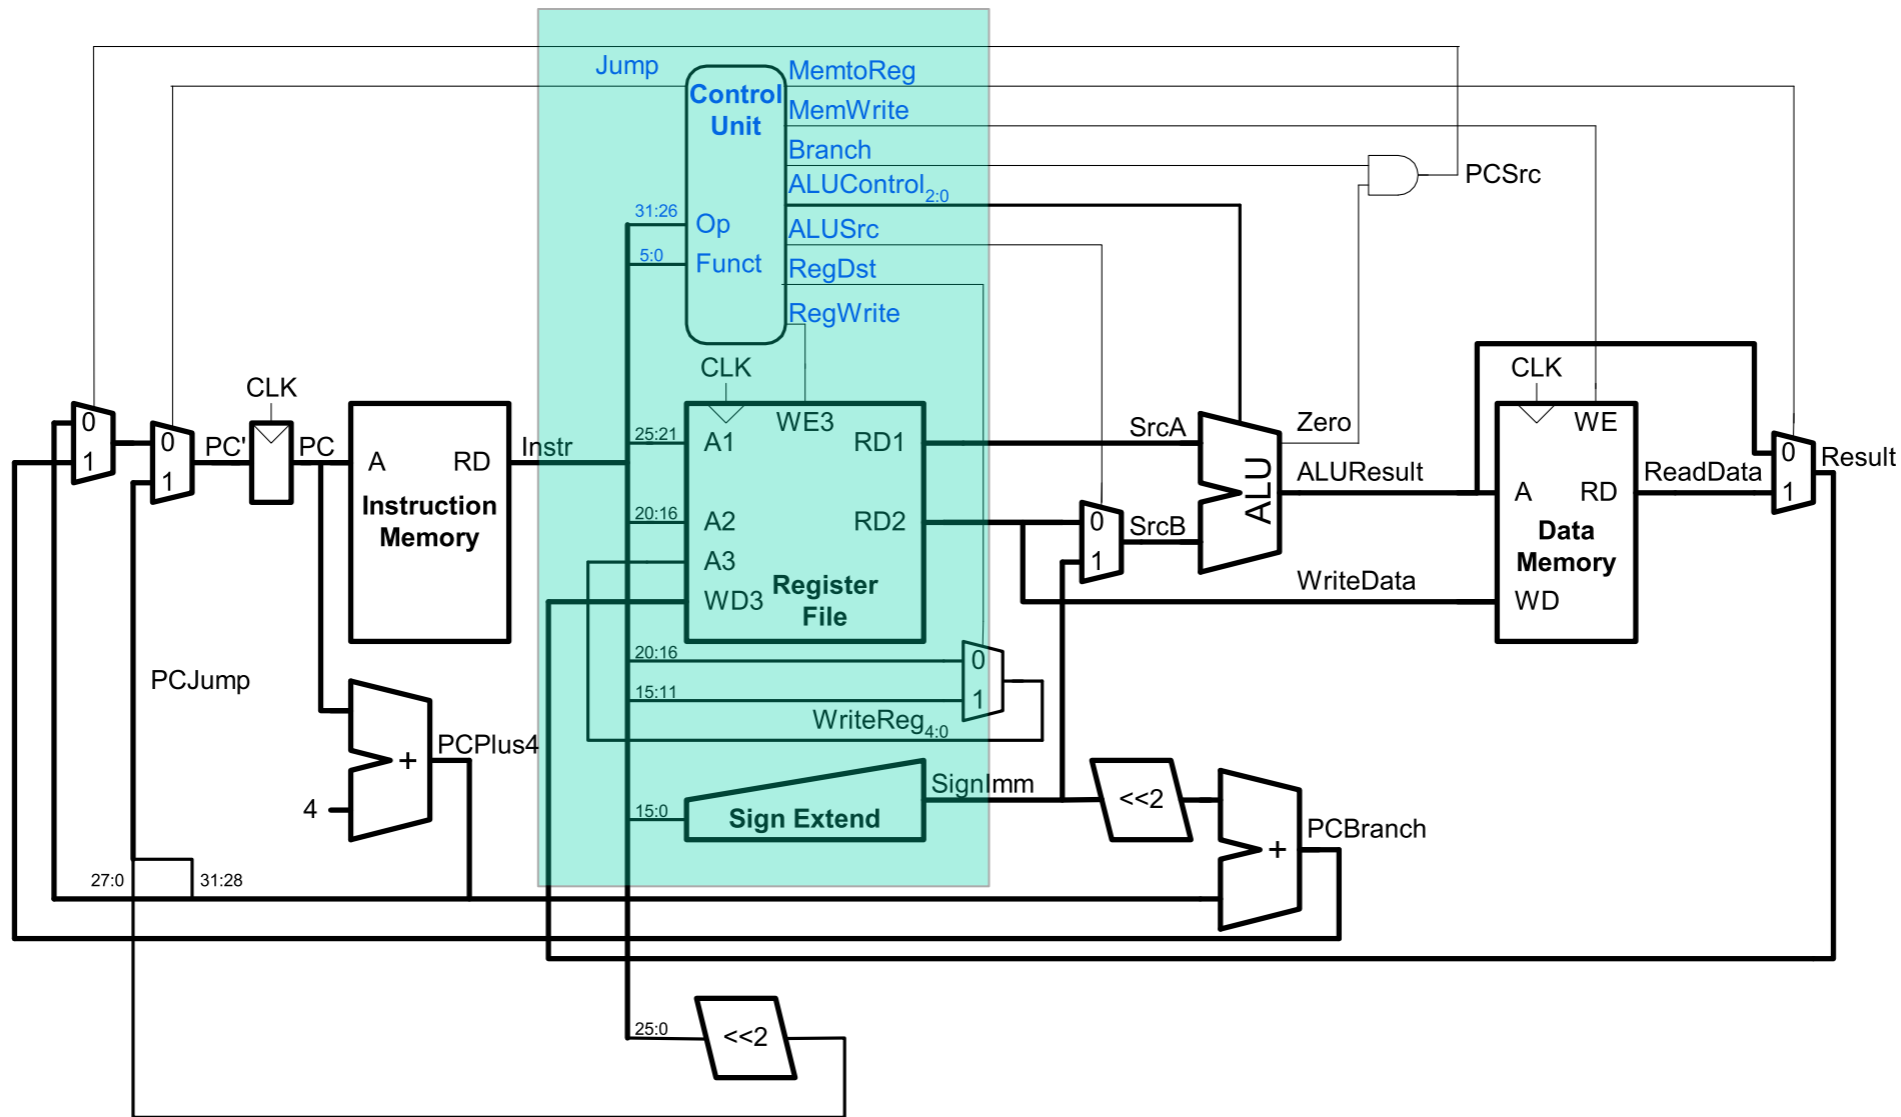 Jump
Control
Unit
MemtoReg
MemWrite
Branch
ALUControl2:0
ALUSrc
RegDst
RegWrite
31:26
Op
5:0
Funct
PCSrc
CLK
CLK
CLK
0
1
0
1
PC'
PC
A
RD
Instruction
Memory
Instr
25:21
A1
WE3
RD1
20:16
A2
RD2
A3
WD3
Register
File
SrcA
0
1
SrcB
ALU
Zero
ALUResult
WriteData
WE
A
RD
Data
Memory
WD
ReadData
0
1
Result
20:16
15:11
0
1
WriteReg4:0
PCJump
4
+
PCPlus4
15:0
Sign Extend
SignImm
<<2
+
PCBranch
27:0
31:28
25:0
<<2